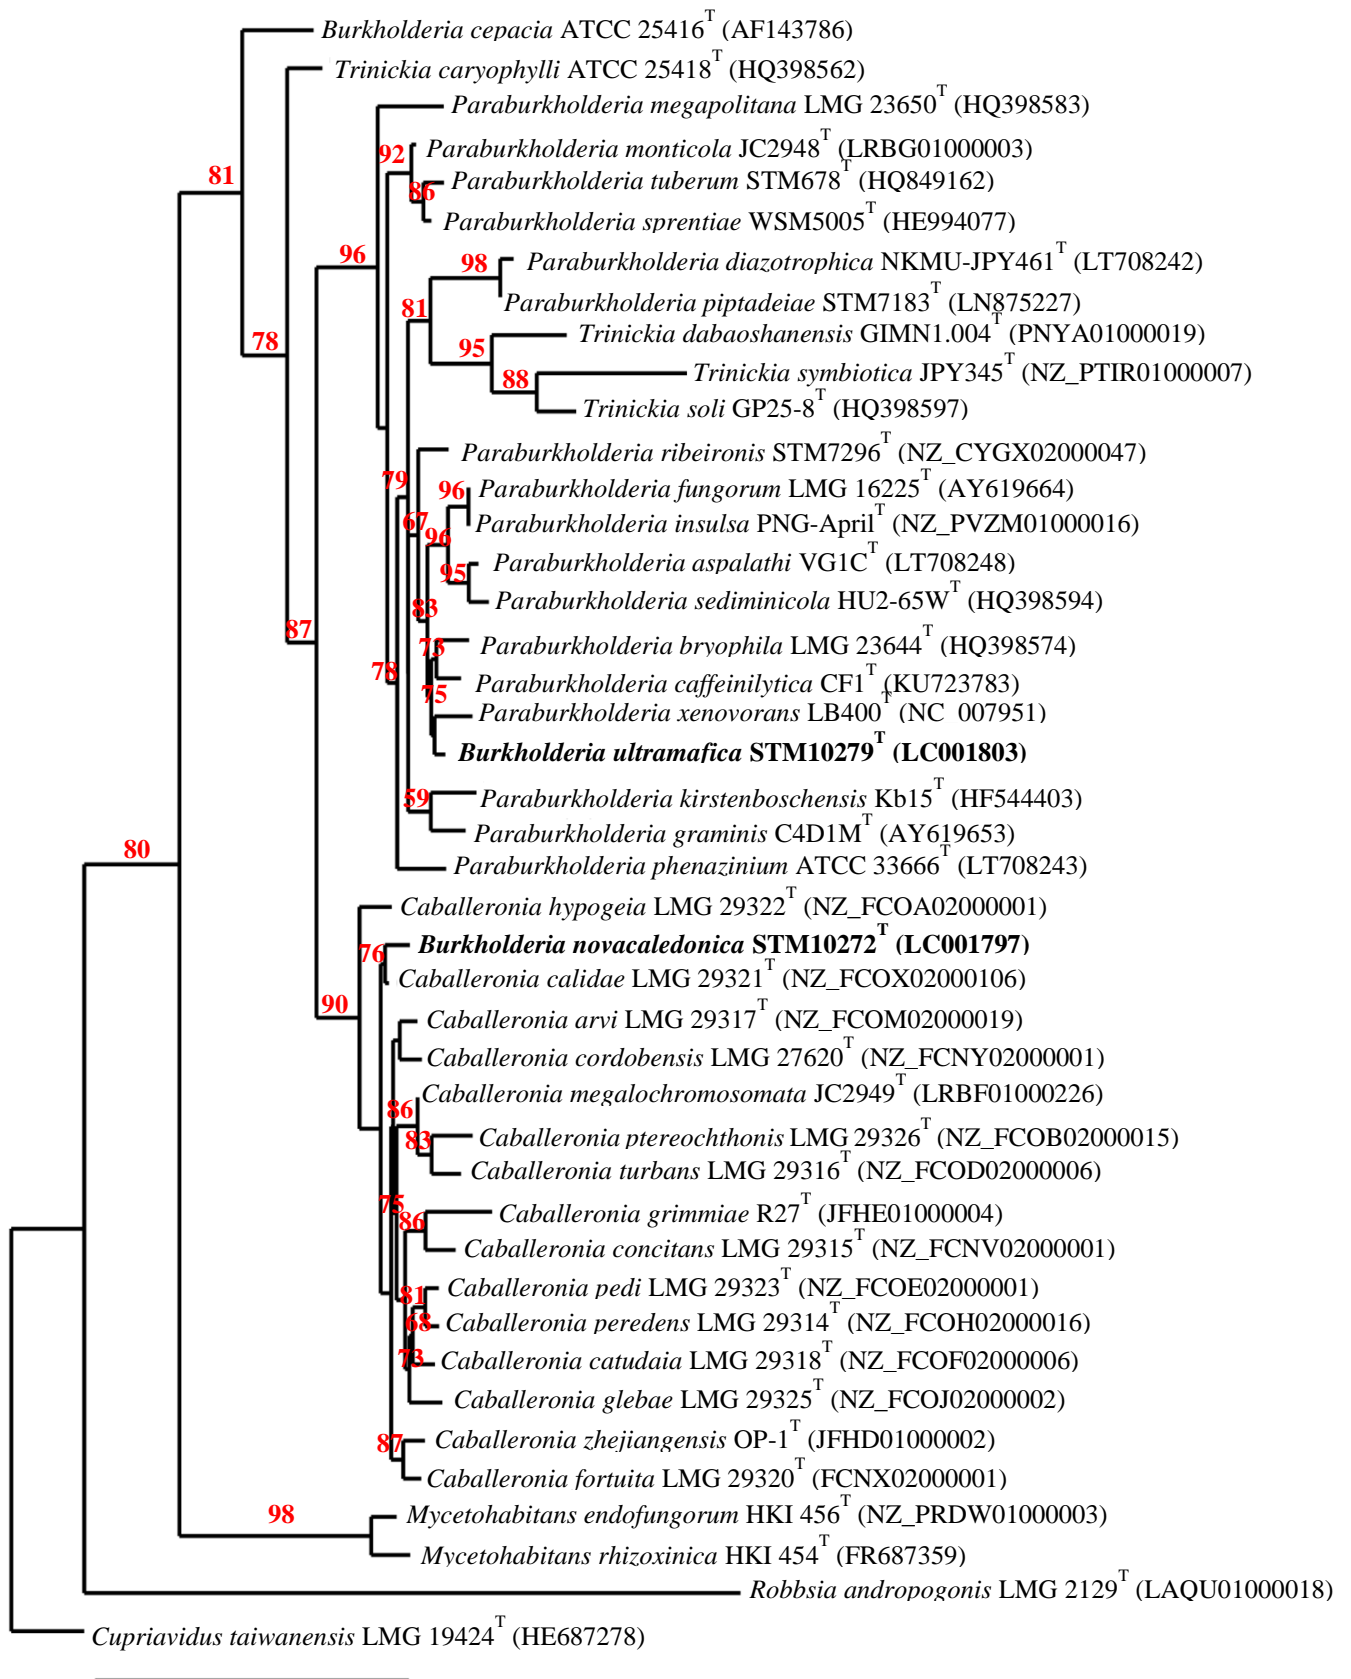 Burkholderia cepacia ATCC 25416T (AF143786)
Trinickia caryophylli ATCC 25418T (HQ398562)
Paraburkholderia megapolitana LMG 23650T (HQ398583)
92 Paraburkholderia monticola JC2948T (LRBG01000003)
81 86 Paraburkholderia tuberum STM678T (HQ849162)
Paraburkholderia sprentiae WSM5005T (HE994077)
96 98 Paraburkholderia diazotrophica NKMU-JPY461T (LT708242)
81 Paraburkholderia piptadeiae STM7183T (LN875227)
78 95 Trinickia dabaoshanensis GIMN1.004T (PNYA01000019)
88 Trinickia symbiotica JPY345T (NZ_PTIR01000007)
Trinickia soli GP25-8T (HQ398597)
Paraburkholderia ribeironis STM7296T (NZ_CYGX02000047)
79 96 Paraburkholderia fungorum LMG 16225T (AY619664)
67 96 Paraburkholderia insulsa PNG-AprilT (NZ_PVZM01000016)
95 Paraburkholderia aspalathi VG1CT (LT708248)
83 Paraburkholderia sediminicola HU2-65WT (HQ398594)
87 73 Paraburkholderia bryophila LMG 23644T (HQ398574)
78 75 Paraburkholderia caffeinilytica CF1T (KU723783)
Paraburkholderia xenovorans LB400T (NC 007951)
Burkholderia ultramafica STM10279T (LC001803)
59 Paraburkholderia kirstenboschensis Kb15T (HF544403)
Paraburkholderia graminis C4D1MT (AY619653)
80 Paraburkholderia phenazinium ATCC 33666T (LT708243)
Caballeronia hypogeia LMG 29322T (NZ_FCOA02000001)
76 Burkholderia novacaledonica STM10272T (LC001797)
Caballeronia calidae LMG 29321T (NZ_FCOX02000106)
90 Caballeronia arvi LMG 29317T (NZ_FCOM02000019)
Caballeronia cordobensis LMG 27620T (NZ_FCNY02000001)
86 Caballeronia megalochromosomata JC2949T (LRBF01000226)
83 Caballeronia ptereochthonis LMG 29326T (NZ_FCOB02000015)
Caballeronia turbans LMG 29316T (NZ_FCOD02000006)
75 86 Caballeronia grimmiae R27T (JFHE01000004)
Caballeronia concitans LMG 29315T (NZ_FCNV02000001)
81 Caballeronia pedi LMG 29323T (NZ_FCOE02000001)
68 Caballeronia peredens LMG 29314T (NZ_FCOH02000016)
73 Caballeronia catudaia LMG 29318T (NZ_FCOF02000006)
Caballeronia glebae LMG 29325T (NZ_FCOJ02000002)
87 Caballeronia zhejiangensis OP-1T (JFHD01000002)
Caballeronia fortuita LMG 29320T (FCNX02000001)
98 Mycetohabitans endofungorum HKI 456T (NZ_PRDW01000003)
Mycetohabitans rhizoxinica HKI 454T (FR687359)
Robbsia andropogonis LMG 2129T (LAQU01000018)
Cupriavidus taiwanensis LMG 19424T (HE687278)